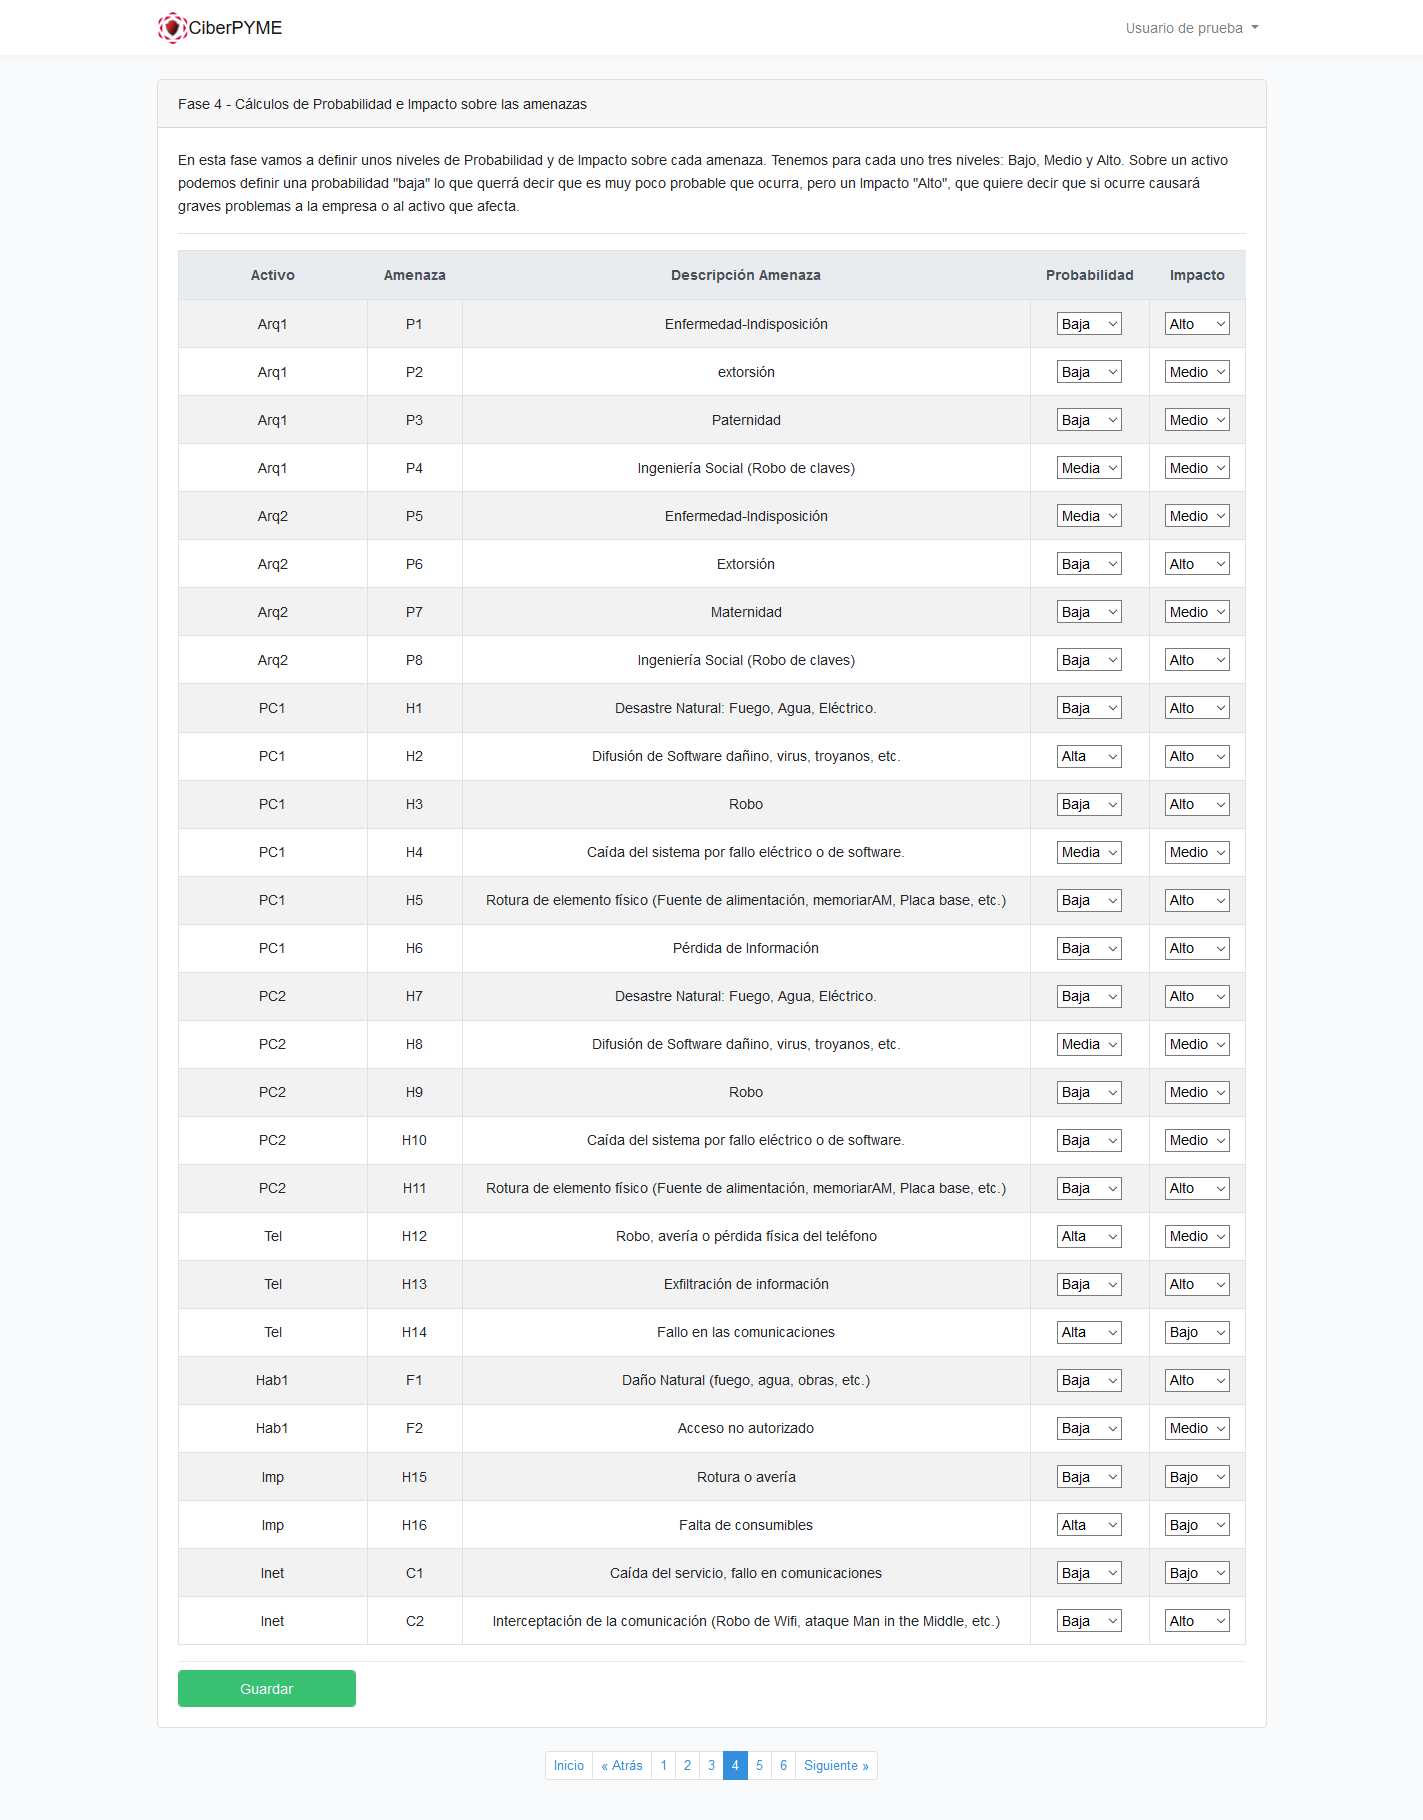 CiberPYME
Usuario de prueba
Fase 4 - Cálculos de Probabilidad e Impacto sobre las amenazas
En esta fase vamos a definir unos niveles de Probabilidad y de Impacto sobre cada amenaza. Tenemos para cada uno tres niveles: Bajo, Medio y Alto. Sobre un activo
podemos definir una probabilidad "baja" lo que querrá decir que es muy poco probable que ocurra, pero un Impacto "Alto", que quiere decir que si ocurre causará
graves problemas a la empresa o al activo que afecta.
Activo Amenaza Descripción Amenaza Probabilidad Impacto
Arq1 P1 Enfermedad-Indisposición Baja Alto
Arq1 P2 extorsión Baja Medio
Arq1 P3 Paternidad Baja Medio
Arq1 P4 Ingeniería Social (Robo de claves) Media Medio
Arq2 P5 Enfermedad-Indisposición Media Medio
Arq2 P6 Extorsión Baja Alto
Arq2 P7 Maternidad Baja Medio
Arq2 P8 Ingeniería Social (Robo de claves) Baja Alto
PC1 H1 Desastre Natural: Fuego, Agua, Eléctrico. Baja Alto
PC1 H2 Difusión de Software dañino, virus, troyanos, etc. Alta Alto
PC1 H3 Robo Baja Alto
PC1 H4 Caída del sistema por fallo eléctrico o de software. Media Medio
PC1 H5 Rotura de elemento físico (Fuente de alimentación, memoriarAM, Placa base, etc.) Baja Alto
PC1 H6 Pérdida de Información Baja Alto
PC2 H7 Desastre Natural: Fuego, Agua, Eléctrico. Baja Alto
PC2 H8 Difusión de Software dañino, virus, troyanos, etc. Media Medio
PC2 H9 Robo Baja Medio
PC2 H10 Caída del sistema por fallo eléctrico o de software. Baja Medio
PC2 H11 Rotura de elemento físico (Fuente de alimentación, memoriarAM, Placa base, etc.) Baja Alto
Tel H12 Robo, avería o pérdida física del teléfono Alta Medio
Tel H13 Exfiltración de información Baja Alto
Tel H14 Fallo en las comunicaciones Alta Bajo
Hab1 F1 Daño Natural (fuego, agua, obras, etc.) Baja Alto
Hab1 F2 Acceso no autorizado Baja Medio
Imp H15 Rotura o avería Baja Bajo
Imp H16 Falta de consumibles Alta Bajo
Inet C1 Caída del servicio, fallo en comunicaciones Baja Bajo
Inet C2 Interceptación de la comunicación (Robo de Wifi, ataque Man in the Middle, etc.) Baja Alto
Guardar
Inicio « Atrás 1 2 3 4 5 6 Siguiente »